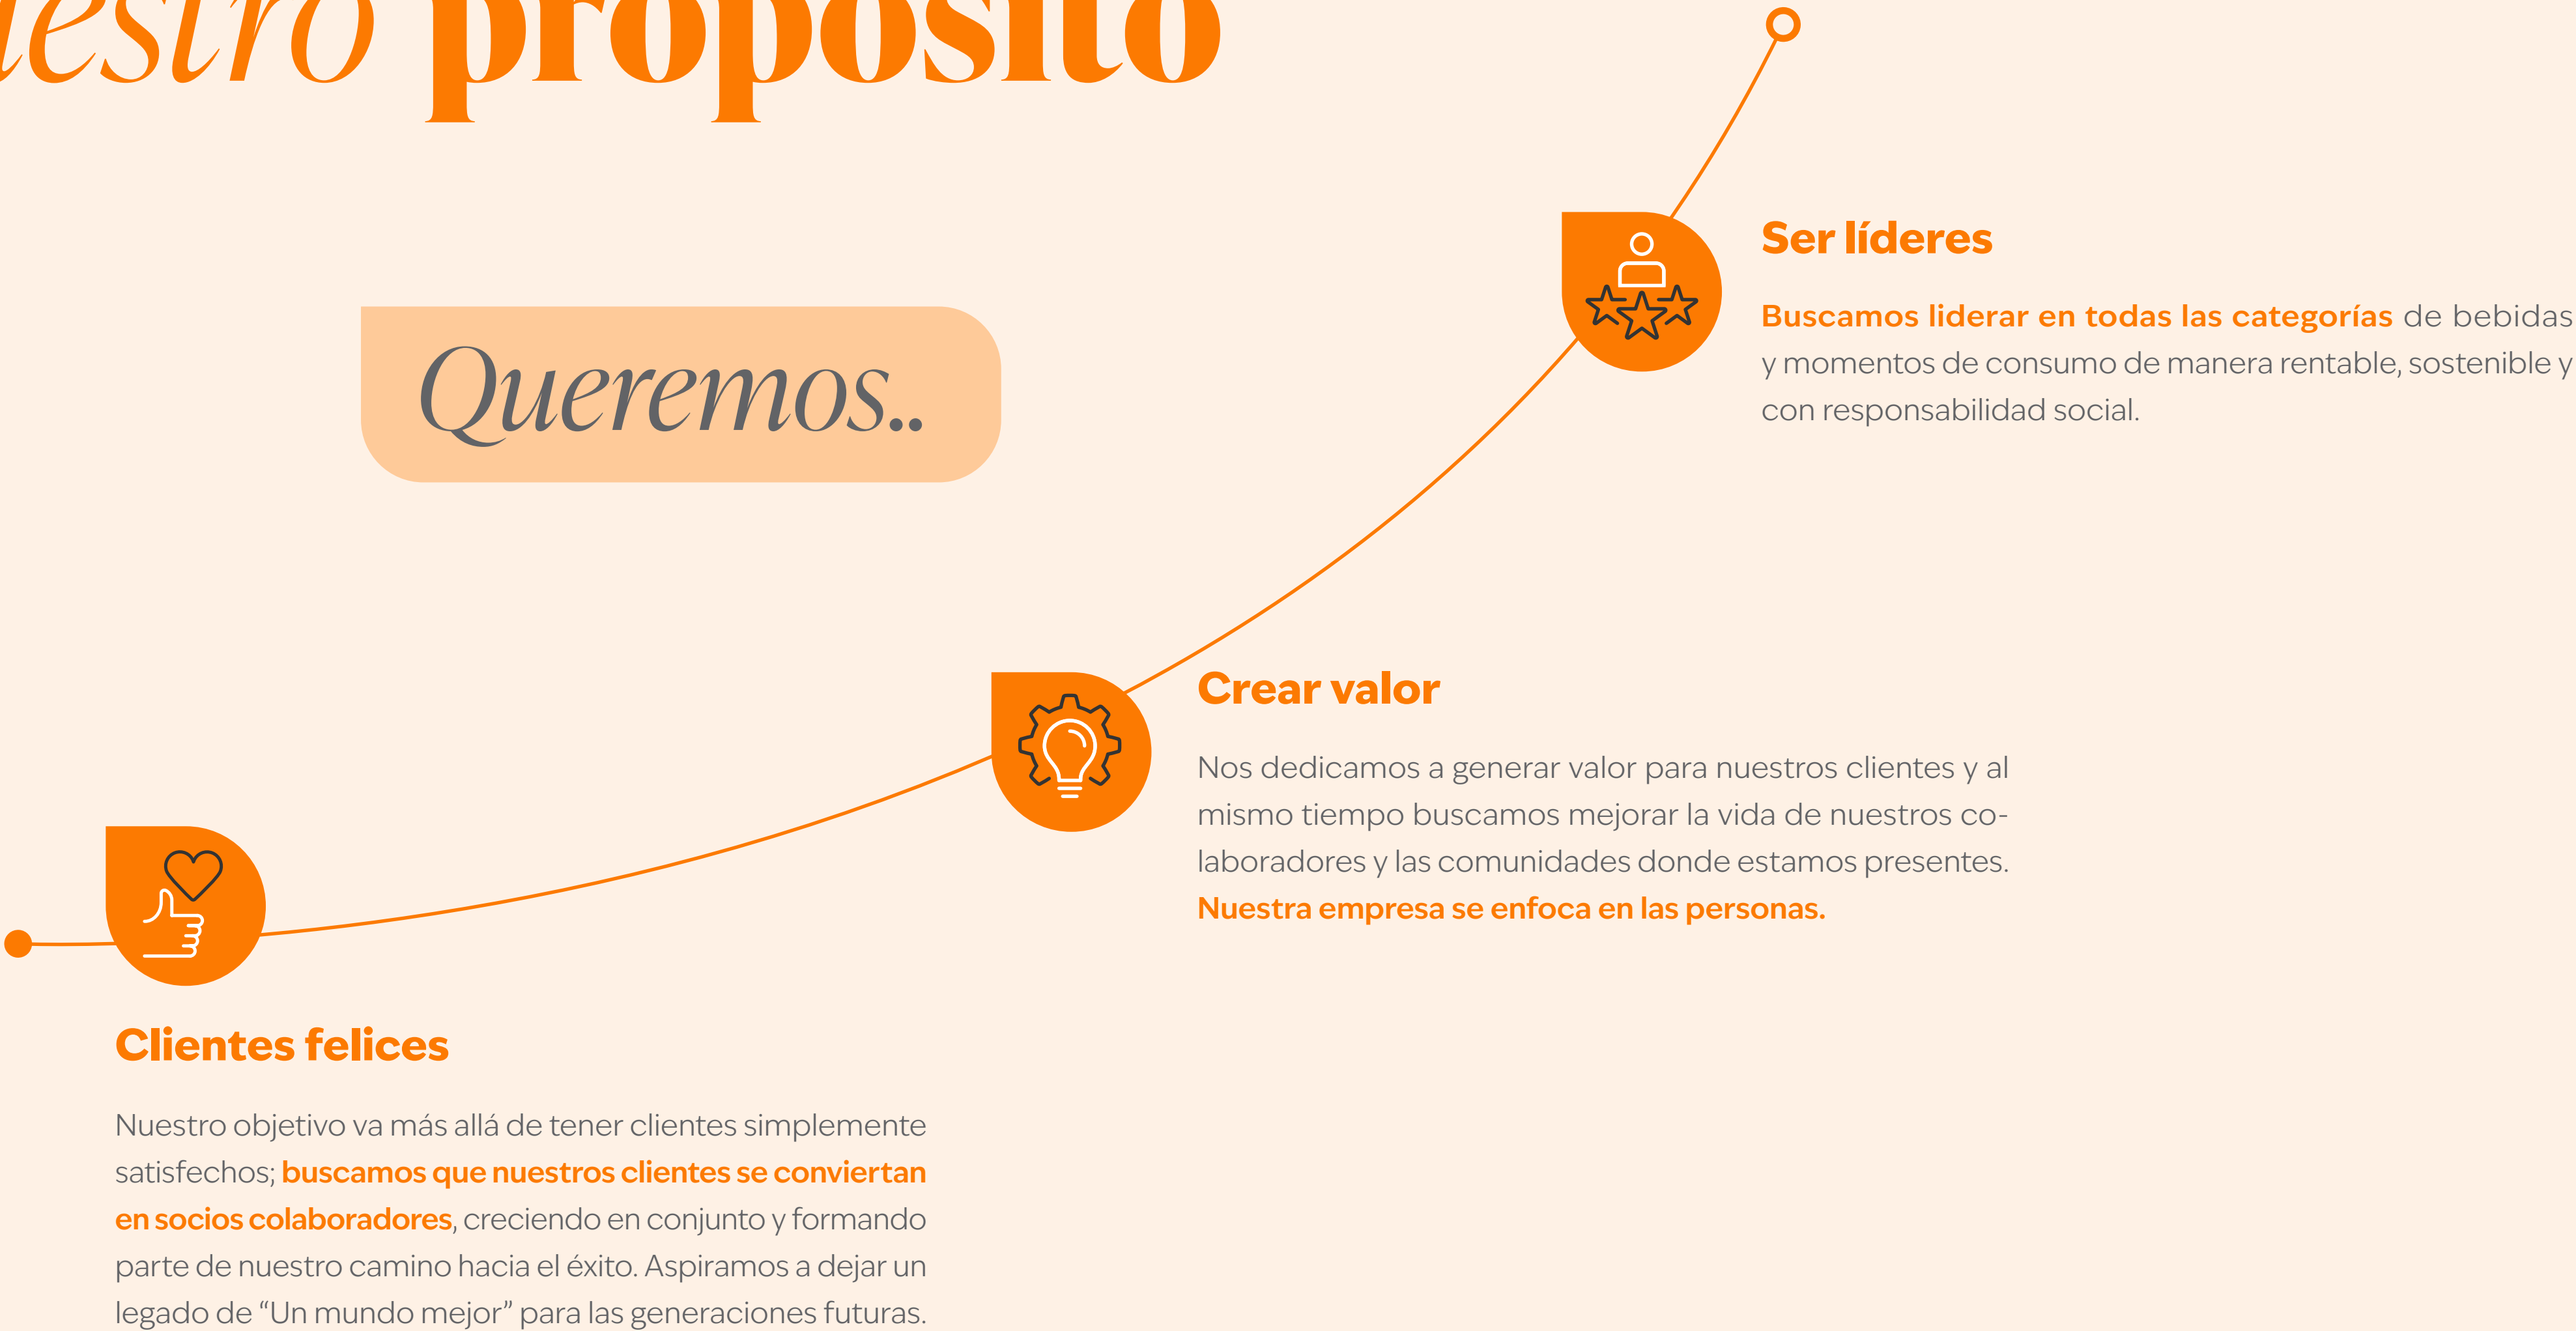 propósito
Queremos..
Ser líderes
Buscamos liderar en todas las categorías de bebidas
y momentos de consumo de manera rentable, sostenible y
con responsabilidad social.
Crear valor
Nos dedicamos a generar valor para nuestros clientes y al
mismo tiempo buscamos mejorar la vida de nuestros co-
laboradores y las comunidades donde estamos presentes.
Nuestra empresa se enfoca en las personas.
Clientes felices
Nuestro objetivo va más allá de tener clientes simplemente
satisfechos; buscamos que nuestros clientes se conviertan
en socios colaboradores, creciendo en conjunto y formando
parte de nuestro camino hacia el éxito. Aspiramos a dejar un
legado de “Un mundo mejor” para las generaciones futuras.